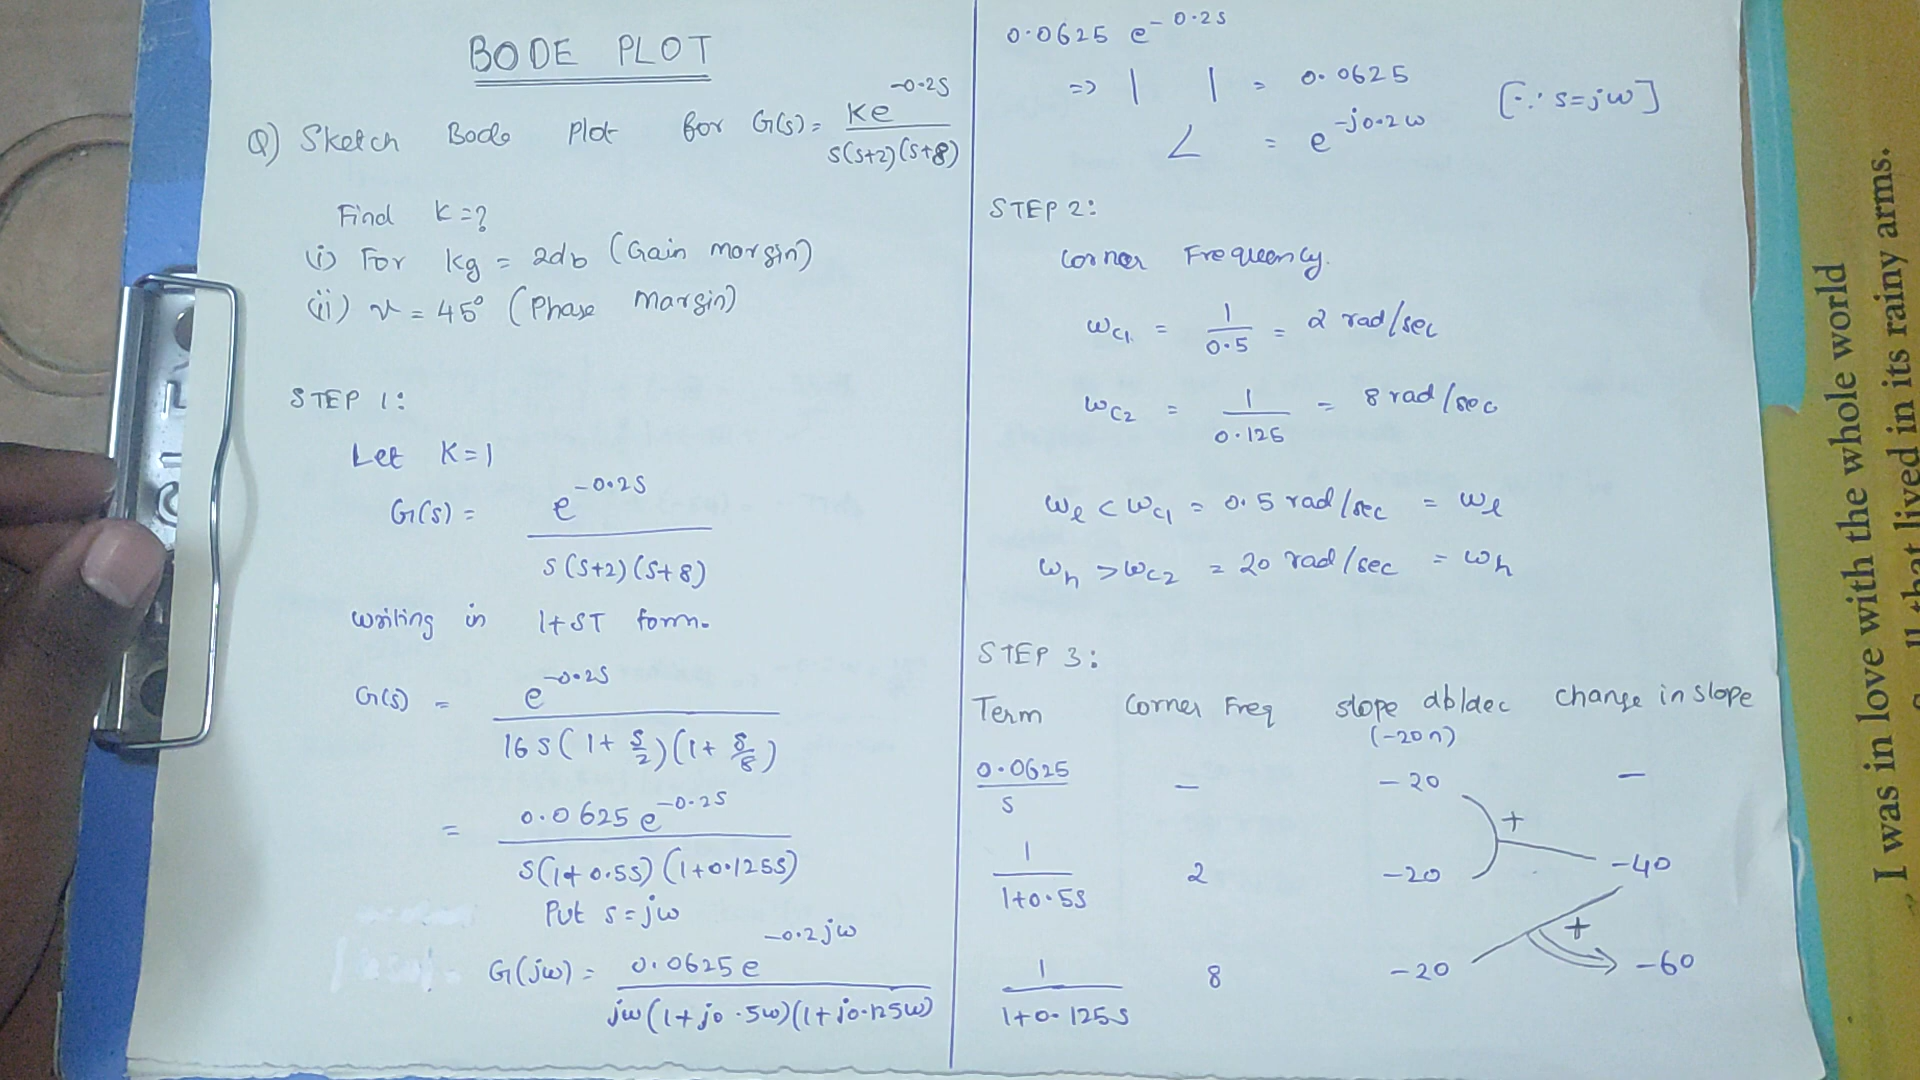 BODE PLOT
Q) Sketch Bode Plot for G(s) = Ke^-0.2S / S(S+2)(S+8)
Find K=?
(i) For Kg = 2db (Gain Margin)
(ii) γ = 45° (Phase Margin)
STEP 1:
Let K=1
G(s) = e^-0.2S / S(S+2)(S+8)
writing in 1+ST form.
G(s) = e^-0.2S / 16S(1+S/2)(1+S/8)
= 0.0625 e^-0.2S / S(1+0.5S)(1+0.125S)
Put s=jω
G(jω) = 0.0625 e^-0.2jω / jω(1+j0.5ω)(1+j0.125ω)
0.0625 e^-0.2S
=> | | = 0.0625 [∵ s=jω]
∠ = e^-j0.2ω
STEP 2:
Corner Frequency.
ωc1 = 1/0.5 = 2 rad/sec
ωc2 = 1/0.125 = 8 rad/sec
ωl < ωc1 = 0.5 rad/sec = ωl
ωh > ωc2 = 20 rad/sec = ωh
STEP 3:
Term Corner Freq slope db/dec change in slope
(-20n)
0.0625/S - -20 -
+
1/1+0.5S 2 -20 -40
+
1/1+0.125S 8 -20 -60
I was in love with the whole world
all that lived in its rainy arms.